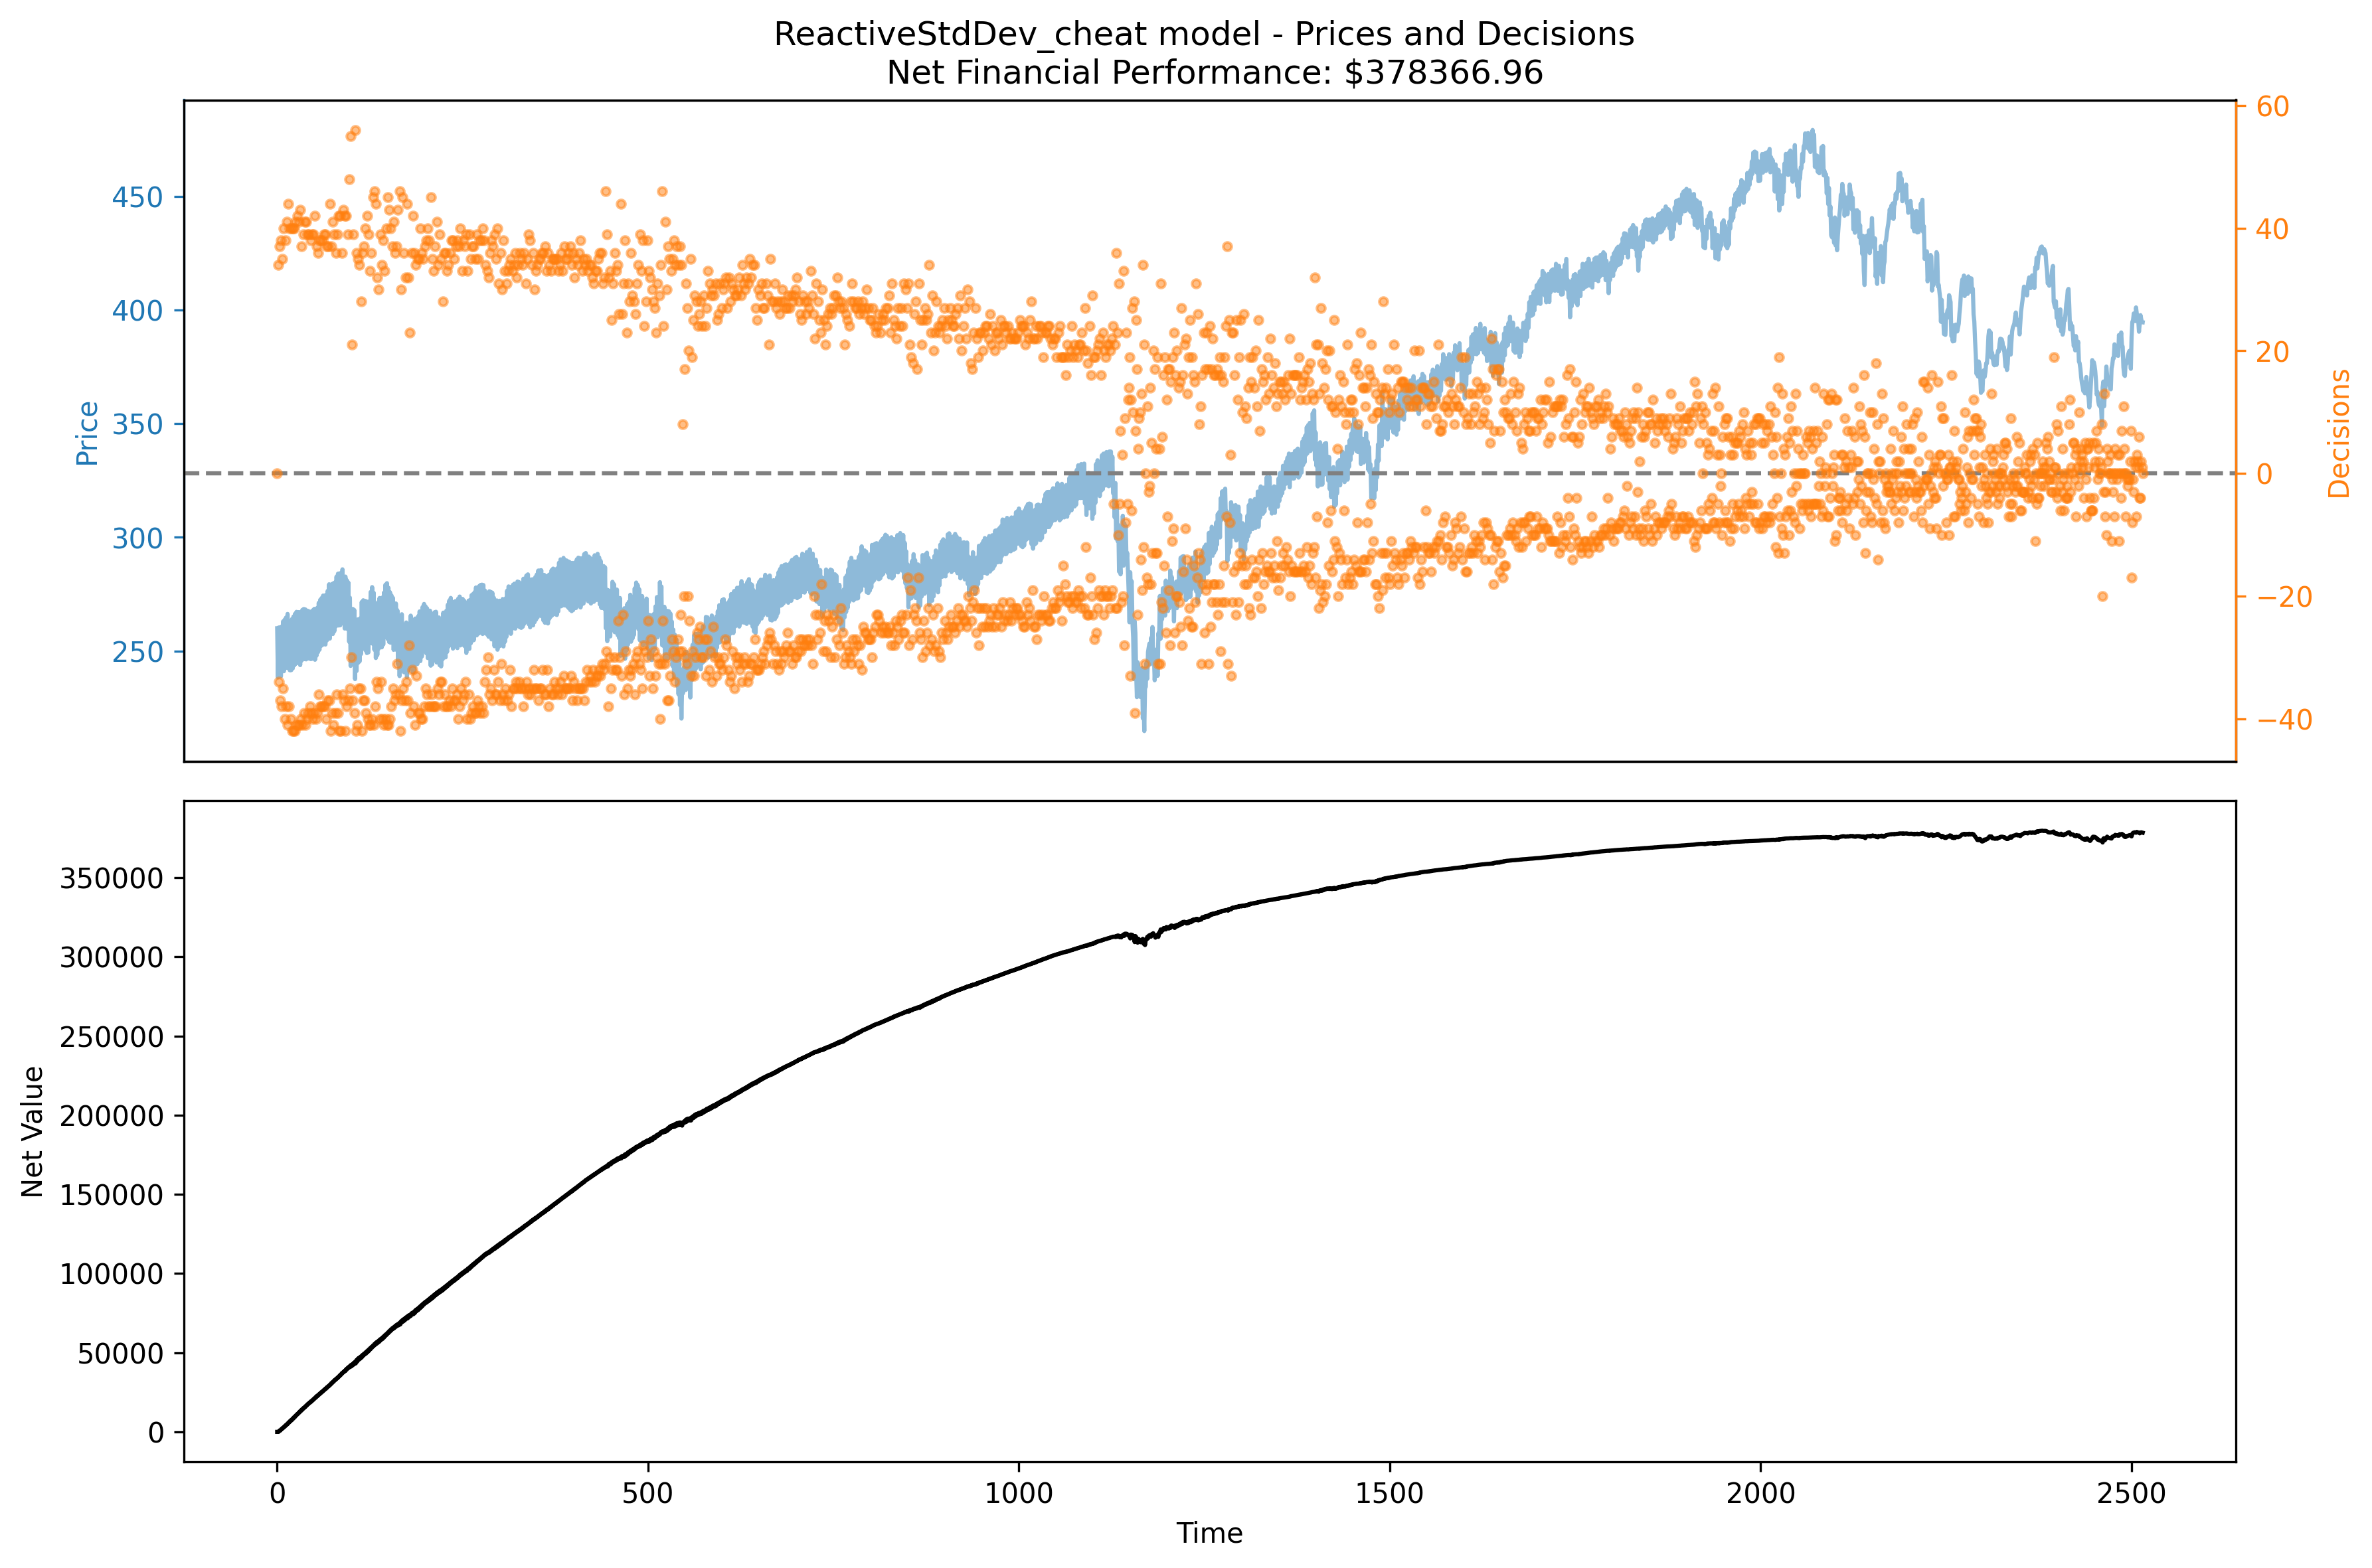 ReactiveStdDev_cheat model - Prices and Decisions
Net Financial Performance: $378366.96
Price
450
400
350
300
250
60
40
20
0
−20
−40
Decisions
Net Value
350000
300000
250000
200000
150000
100000
50000
0
0 500 1000 1500 2000 2500
Time